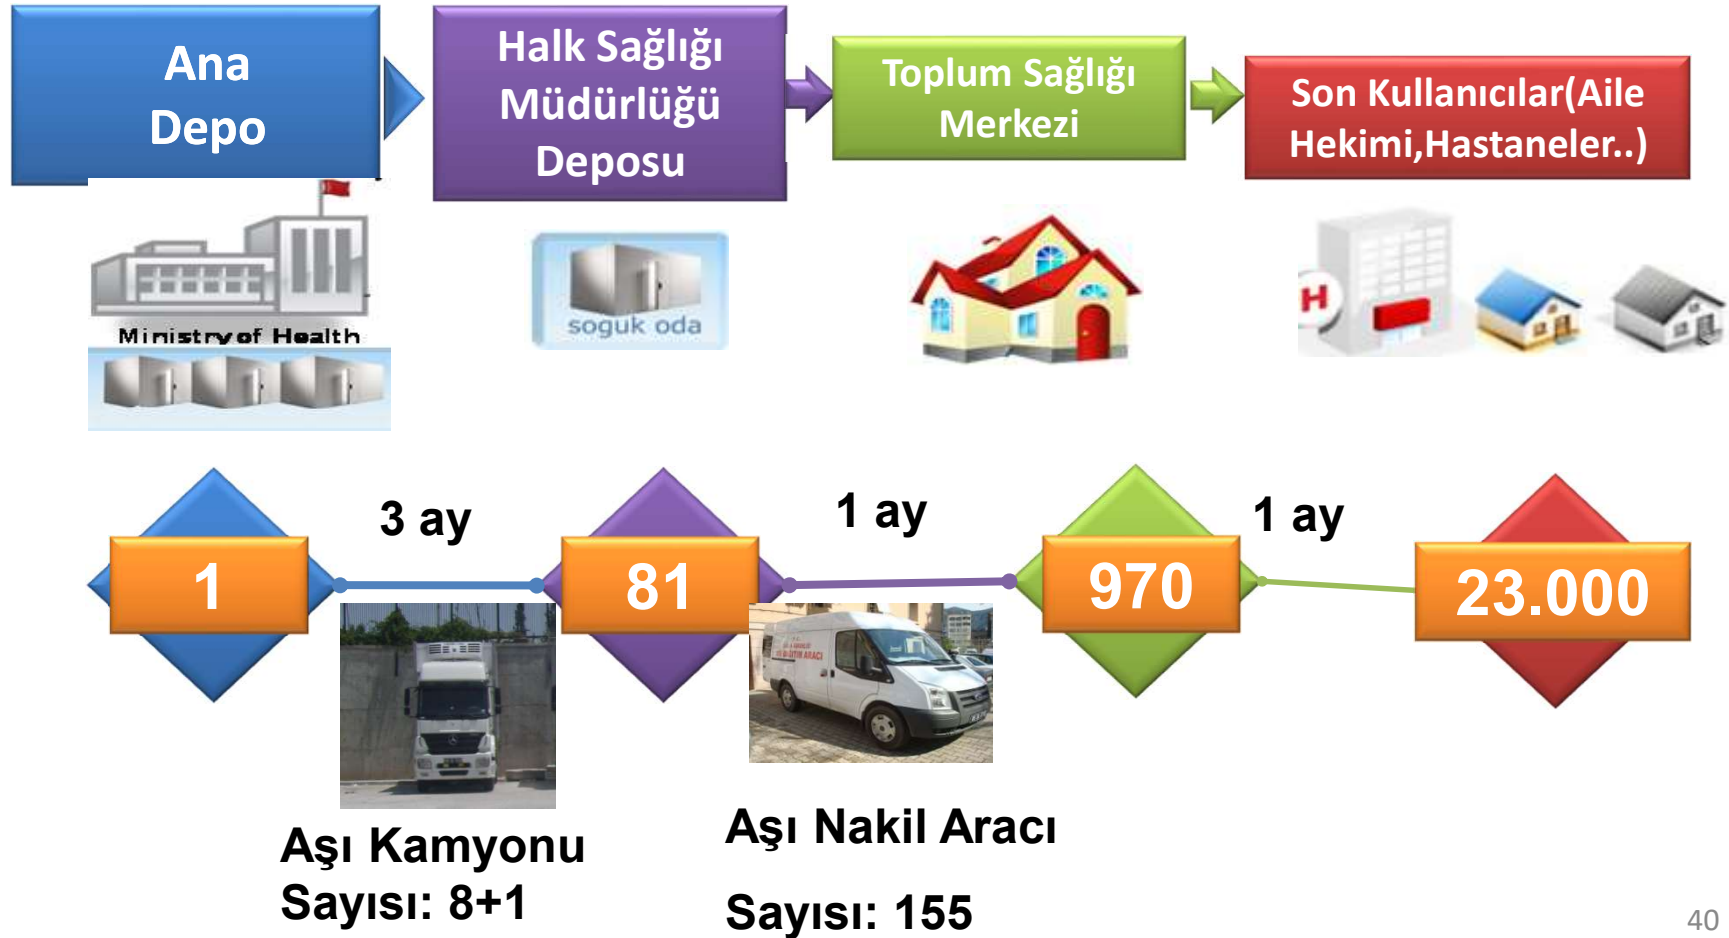 Ana
Depo
Halk Sağlığı
Müdürlüğü
Deposu
Toplum Sağlığı
Merkezi
Son Kullanıcılar(Aile
Hekimi,Hastaneler..)
Ministry of Health
soguk oda
H
3 ay
1 ay
1 ay
1
81
970
23.000
ARACI
Aşı Kamyonu
Sayısı: 8+1
Aşı Nakil Aracı
Sayısı: 155
40